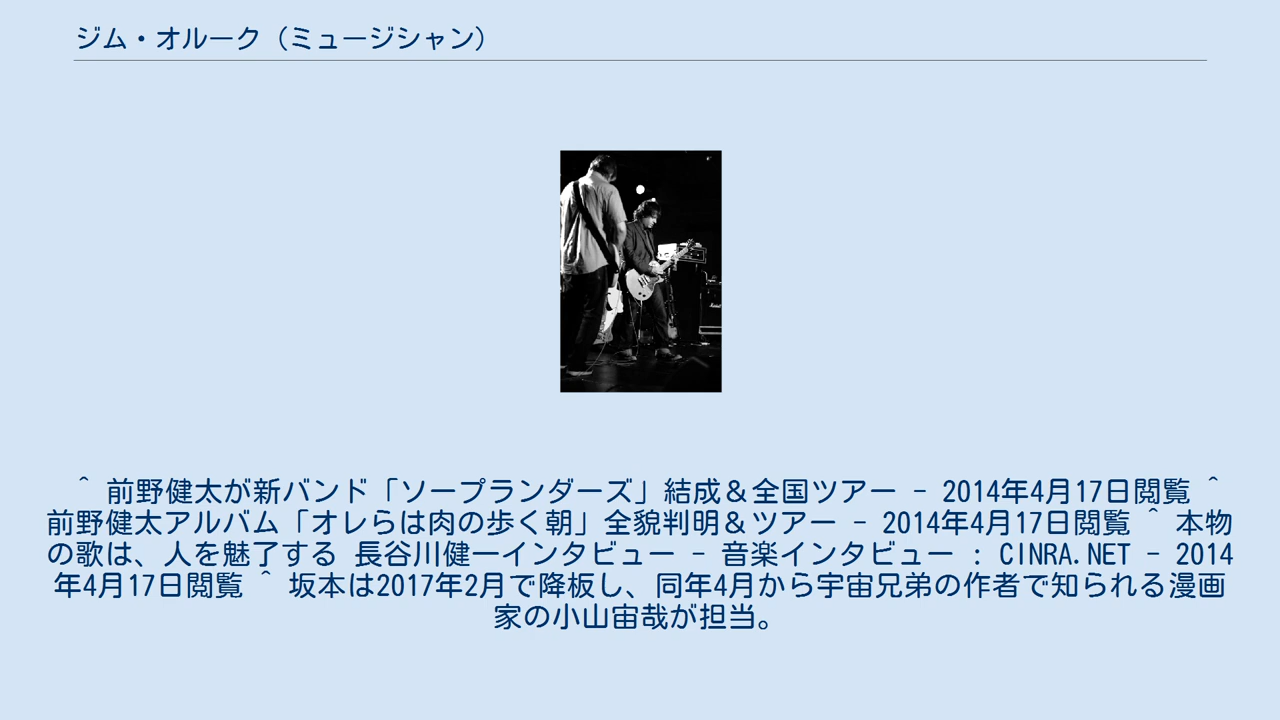 ジム・オルーク（ミュージシャン）
^ 前野健太が新バンド「ソープランダーズ」結成＆全国ツアー - 2014年4月17日閲覧 ^
前野健太アルバム「オレらは肉の歩く朝」全貌判明＆ツアー - 2014年4月17日閲覧 ^ 本物
の歌は、人を魅了する 長谷川健一インタビュー - 音楽インタビュー : CINRA.NET - 2014
年4月17日閲覧 ^ 坂本は2017年2月で降板し、同年4月から宇宙兄弟の作者で知られる漫画
家の小山宙哉が担当。